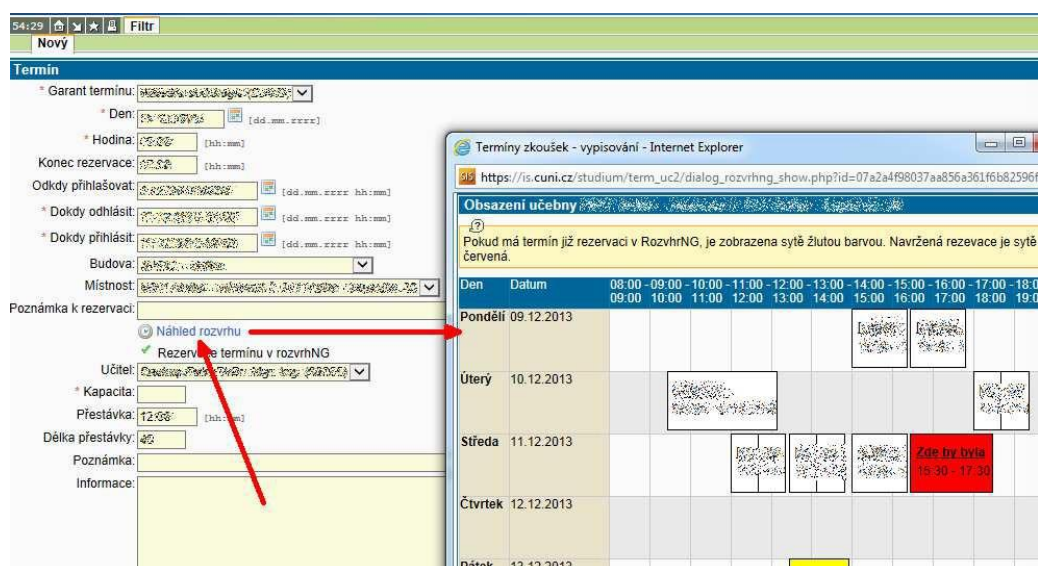 54:29 Filtr
Nový
Termín
* Garant termínu:
* Den: [dd.mm.rrrr]
* Hodina: [hh:mm]
Konec rezervace: [hh:mm]
Odkdy přihlašovat: [dd.mm.rrrr hh:mm]
* Dokdy odhlásit: [dd.mm.rrrr hh:mm]
* Dokdy přihlásit: [dd.mm.rrrr hh:mm]
Budova:
Místnost:
Poznámka k rezervaci:
Náhled rozvrhu
termínu v rozvrhNG
Učitel:
* Kapacita:
Přestávka: [hh:mm]
Délka přestávky:
Poznámka:
Informace:
Termíny zkoušek - vypisování - Internet Explorer
https://is.cuni.cz/studium/term_uc2/dialog_rozvrhng_show.php?id=07a2a4f98037aa856a361f6b82596f
Obsazení učebny
Pokud má termín již rezervaci v RozvhrNG, je zobrazena sytě žlutou barvou. Navržená rezevace je sytě
červená.
Den Datum 08:00 - 09:00 - 10:00 - 11:00 - 12:00 - 13:00 - 14:00 - 15:00 - 16:00 - 17:00 - 18:0
09:00 10:00 11:00 12:00 13:00 14:00 15:00 16:00 17:00 18:00 19:0
Pondělí 09.12.2013
Úterý 10.12.2013
Středa 11.12.2013
Zde by byla
15:30 - 17:30
Čtvrtek 12.12.2013
Pátek 13.12.2013